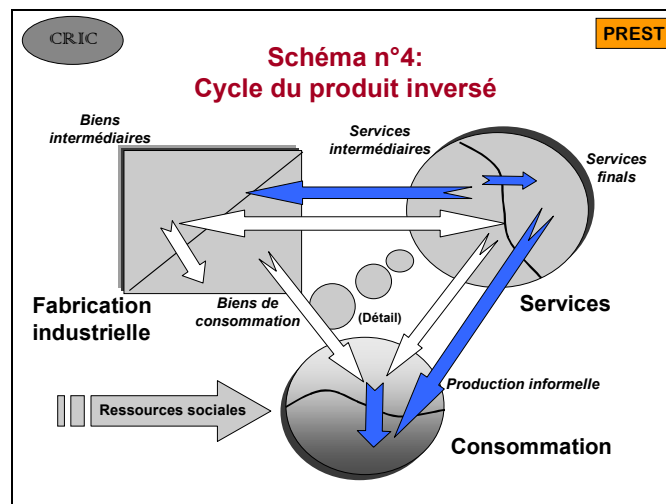 CRIC
PREST
Schéma n°4:
Cycle du produit inversé
Biens
intermédiaires
Services
intermédiaires
Services
finals
Fabrication
industrielle
Biens de
consommation
(Détail)
Services
Production informelle
Ressources sociales
Consommation